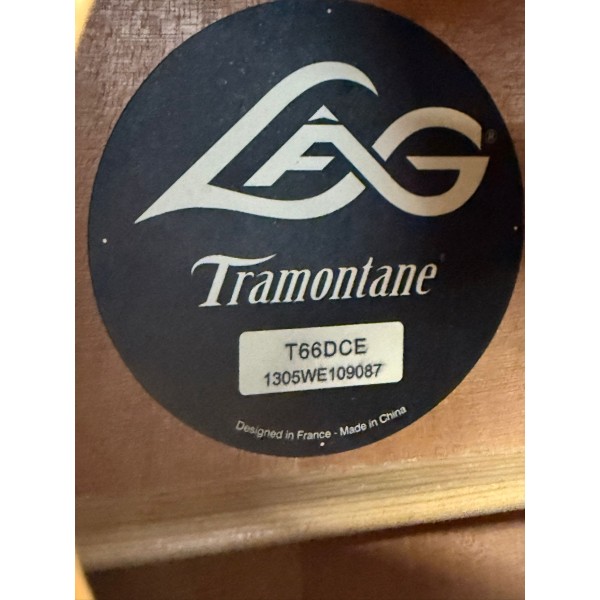 LÂG®
Tramontane
T66DCE
1305WE109087
Designed in France - Made in China